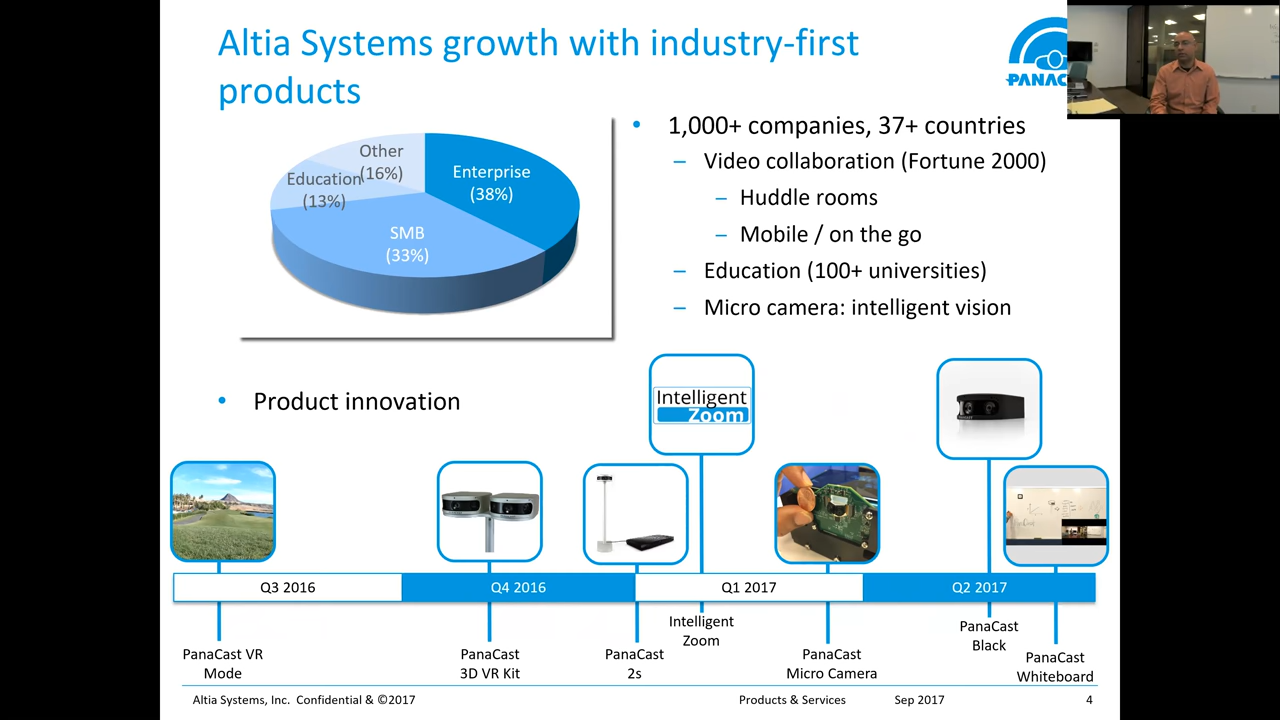 Altia Systems growth with industry-first
products
PANAC
Other
(16%)
Education
(13%)
Enterprise
(38%)
SMB
(33%)
• 1,000+ companies, 37+ countries
– Video collaboration (Fortune 2000)
– Huddle rooms
– Mobile / on the go
– Education (100+ universities)
– Micro camera: intelligent vision
• Product innovation
Intelligent
Zoom
Q3 2016
Q4 2016
Q1 2017
Q2 2017
PanaCast VR
Mode
PanaCast
3D VR Kit
PanaCast
2s
Intelligent
Zoom
PanaCast
Micro Camera
PanaCast
Black
PanaCast
Whiteboard
Altia Systems, Inc. Confidential & ©2017
Products & Services
Sep 2017
4